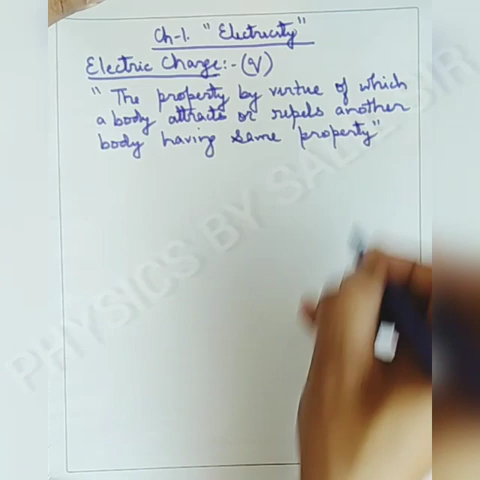 Ch-1. "Electricity"
Electric Charge:- (q)
"The property by virtue of which
a body attracts or repels another
body having same property"
PHYSICS BY SIR